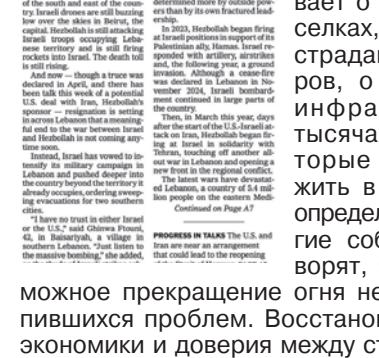 of the south and east of the coun-
try. Israeli drones are still buzzing
low over the skies in Beirut, the
capital. Hezbollah is still attacking
Israeli troops occupying Leba-
nese territory and is still firing
rockets into Israel. The death toll
is still rising.
And now — though a truce was
declared in April, and there has
been talk this week of a potential
U.S. deal with Iran, Hezbollah's
sponsor — resignation is setting
in across Lebanon that a meaning-
ful end to the war between Israel
and Hezbollah is not coming any-
time soon.
Instead, Israel has vowed to in-
tensify its military campaign in
Lebanon and pushed deeper into
the country beyond the territory it
already occupies, ordering sweep-
ing evacuations for two southern
cities.
"I have no trust in either Israel
or the U.S.," said Ghinwa Ftouni,
42, in Baisariyah, a village in
southern Lebanon. "Just listen to
the massive bombing," she added,
determined more by outside pow-
ers than by its own fractured lead-
ership.
In 2023, Hezbollah began firing
at Israeli positions in support of its
Palestinian ally, Hamas. Israel re-
sponded with artillery, airstrikes
and, the following year, a ground
invasion. Although a cease-fire
was declared in Lebanon in No-
vember 2024, Israeli bombard-
ment continued in large parts of
the country.
Then, in March this year, days
after the start of the U.S.-Israeli at-
tack on Iran, Hezbollah began fir-
ing at Israel in solidarity with
Tehran, touching off another all-
out war in Lebanon and opening a
new front in the regional conflict.
The latest wars have devastat-
ed Lebanon, a country of 5.4 mil-
lion people on the eastern Medi-
Continued on Page A7
PROGRESS IN TALKS The U.S. and
Iran are near an arrangement
that could lead to the reopening
вает о
селках,
страдан
ров, о
инфра
тысяча
торые
жить в
определ
гие соб
ворят,
можное прекращение огня не
пившихся проблем. Восстанов
экономики и доверия между ст